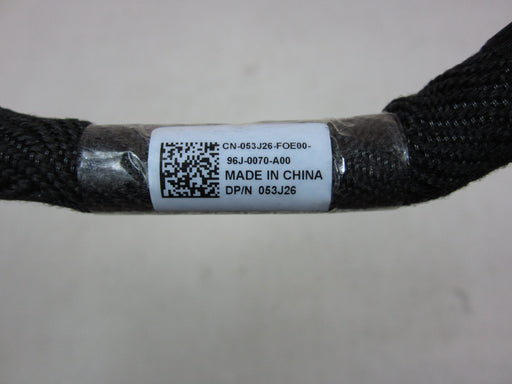 CN-053J26-FOE00-
96J-0070-A00
MADE IN CHINA
DP/N 053J26